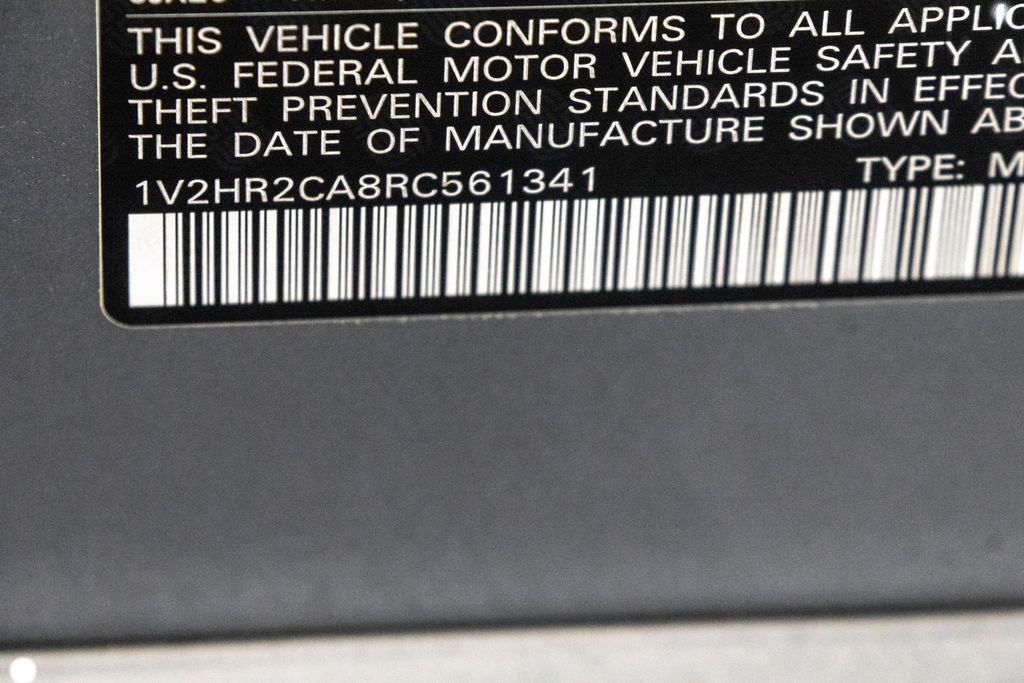 THIS VEHICLE CONFORMS TO ALL APPLIC
U.S. FEDERAL MOTOR VEHICLE SAFETY A
THEFT PREVENTION STANDARDS IN EFFEC
THE DATE OF MANUFACTURE SHOWN AB
1V2HR2CA8RC561341 TYPE: M